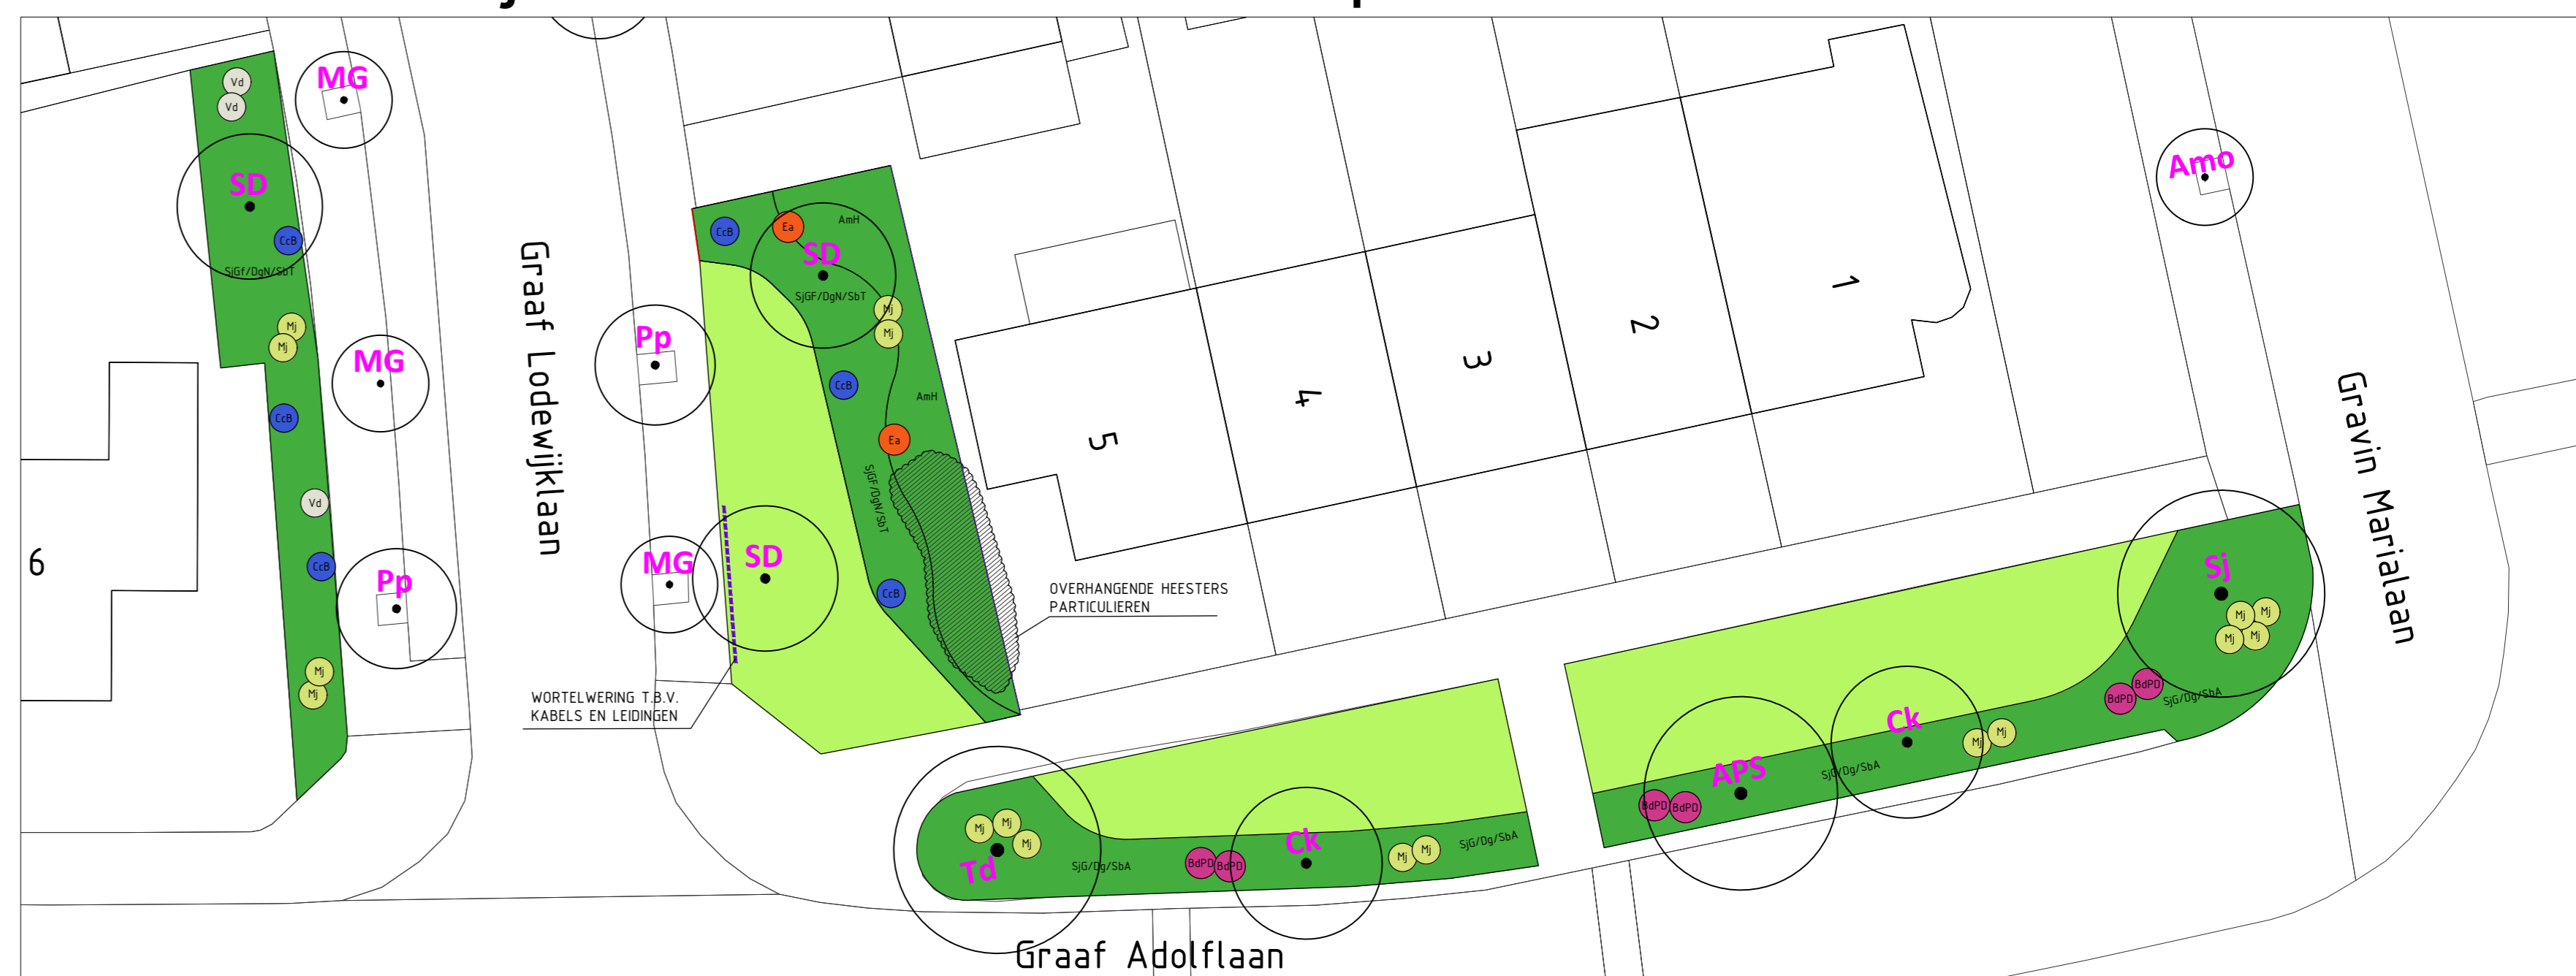 Vd
Vd
MG
SD
CcB
SjGf/DgN/SbT
Mj
Mj
MG
CcB
Vd
CcB
Pp
Mj
Mj
6
Graaf Lodewijklaan
CcB
Ea
AmH
SD
SjGF/DgN/SbT
Mj
Mj
Pp
CcB
AmH
Ea
SjGF/DgN/SbT
MG
SD
CcB
OVERHANGENDE HEESTERS
PARTICULIEREN
WORTELWERING T.B.V.
KABELS EN LEIDINGEN
5
4
3
2
1
Amo
Gravin Marialaan
Sj
Mj
Mj
Mj
Mj
BdPD
BdPD
SjG/Dg/SbA
Ck
Mj
Mj
SjG/Dg/SbA
APS
BdPD
BdPD
Mj
Mj
Mj
Td
SjG/Dg/SbA
BdPD
BdPD
Ck
Mj
Mj
SjG/Dg/SbA
Graaf Adolflaan